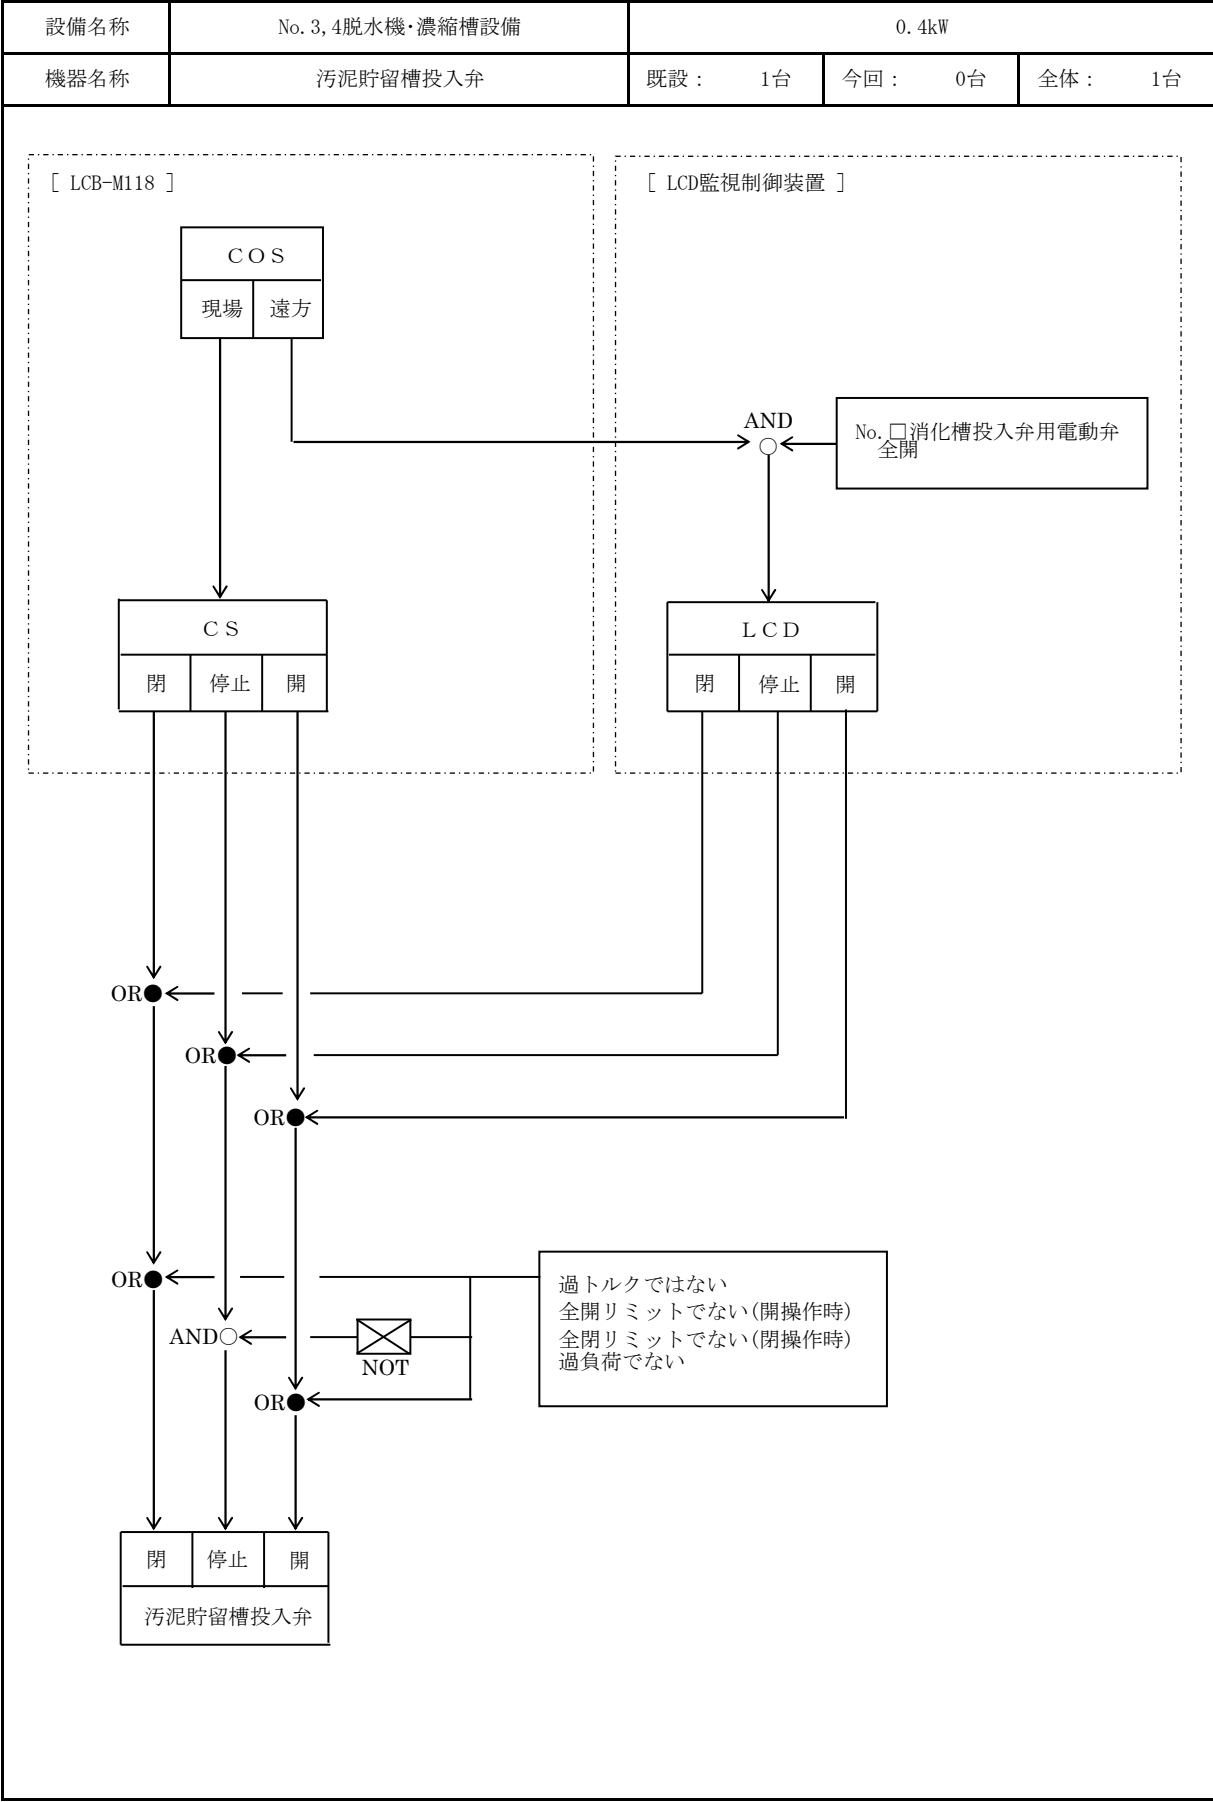 設備名称 No.3,4脱水機･濃縮槽設備 0.4kW
機器名称 汚泥貯留槽投入弁 既設： 1台 今回： 0台 全体： 1台
[ LCB-M118 ] [ LCD監視制御装置 ]
ＣＯＳ
現場 遠方
AND
No.□消化槽投入弁用電動弁
全開
ＣＳ
閉 停止 開
ＬＣＤ
閉 停止 開
OR
OR
OR
OR
AND
NOT
OR
過トルクではない
全開リミットでない(開操作時)
全閉リミットでない(閉操作時)
過負荷でない
閉 停止 開
汚泥貯留槽投入弁